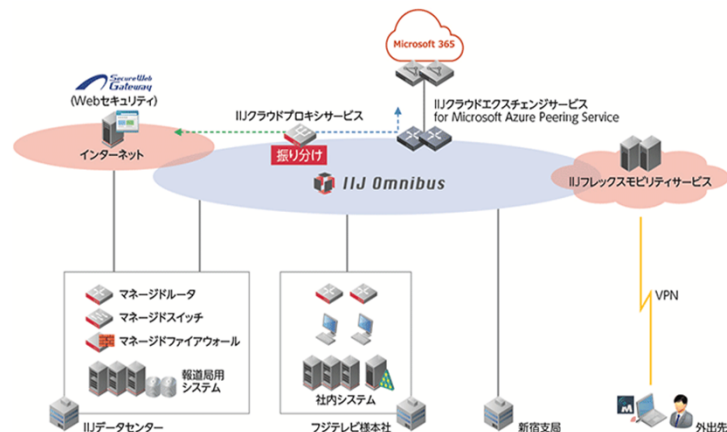 Microsoft 365
SecureWeb
Gateway
(Webセキュリティ)
IIJクラウドプロキシサービス
IIJクラウドエクスチェンジサービス
for Microsoft Azure Peering Service
インターネット
振り分け
IIJ Omnibus
IIJフレックスモビリティサービス
マネージドルータ
マネージドスイッチ
マネージドファイアウォール
報道局用
システム
社内システム
VPN
M
IIJデータセンター
フジテレビ様本社
新宿支局
外出先